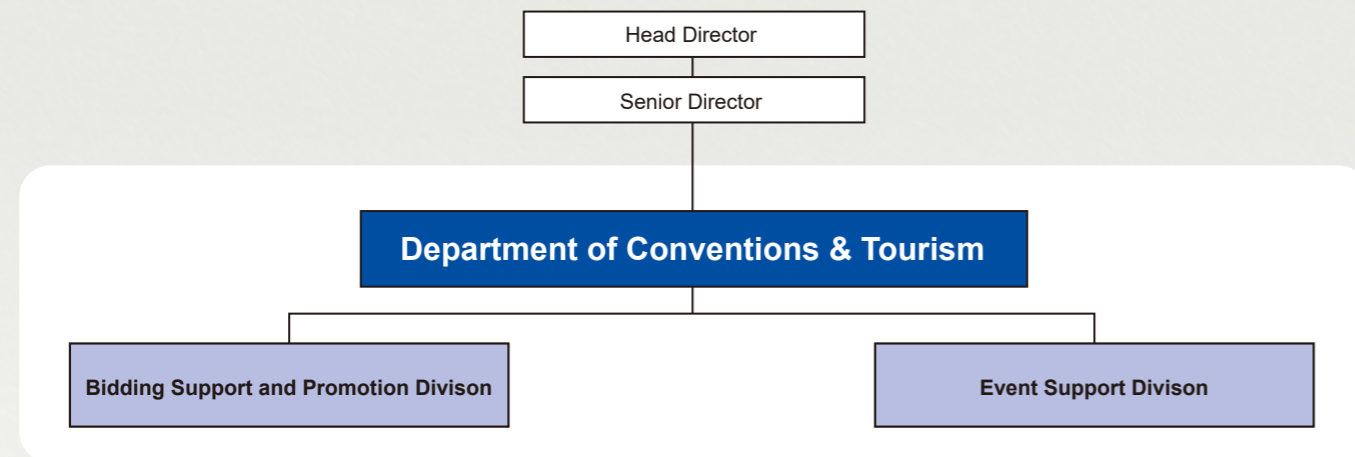 Head Director
Senior Director
Department of Conventions & Tourism
Bidding Support and Promotion Divison
Event Support Divison